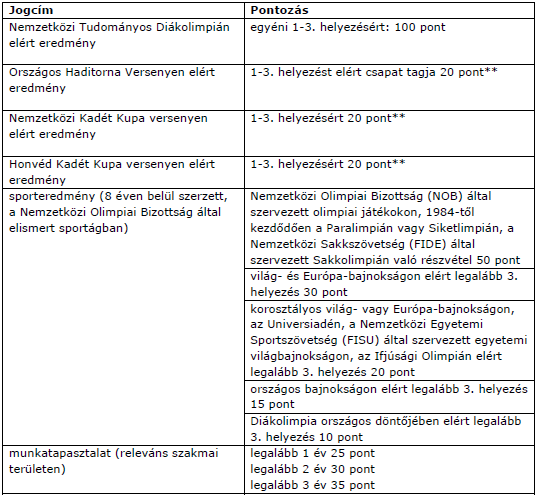 Jogcím
Pontozás
Nemzetközi Tudományos Diákolimpián
elért eredmény
egyéni 1-3. helyezésért: 100 pont
Országos Haditorna Versenyen elért
eredmény
1-3. helyezést elért csapat tagja 20 pont**
Nemzetközi Kadét Kupa versenyen
elért eredmény
1-3. helyezésért 20 pont**
Honvéd Kadét Kupa versenyen elért
eredmény
1-3. helyezésért 20 pont**
sporteredmény (8 éven belül szerzett,
a Nemzetközi Olimpiai Bizottság által
elismert sportágban)
Nemzetközi Olimpiai Bizottság (NOB) által
szervezett olimpiai játékokon, 1984-től
kezdődően a Paralimpián vagy Siketlimpián, a
Nemzetközi Sakkszövetség (FIDE) által
szervezett Sakkolimpián való részvétel 50 pont
világ- és Európa-bajnokságon elért legalább 3.
helyezés 30 pont
korosztályos világ- vagy Európa-bajnokságon,
az Universiadén, a Nemzetközi Egyetemi
Sportszövetség (FISU) által szervezett egyetemi
világbajnokságon, az Ifjúsági Olimpián elért
legalább 3. helyezés 20 pont
országos bajnokságon elért legalább 3. helyezés
15 pont
Diákolimpia országos döntőjében elért legalább
3. helyezés 10 pont
munkatapasztalat (releváns szakmai
területen)
legalább 1 év 25 pont
legalább 2 év 30 pont
legalább 3 év 35 pont